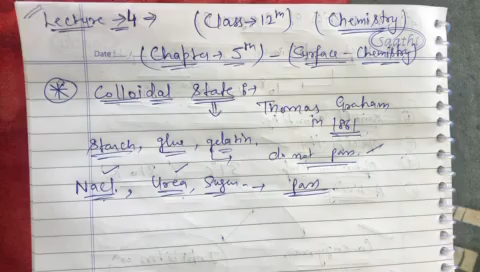 Lecture → 4 → (Class → 12th) (Chemistry)
Saathi
Date: (Chapter → 5th) – (Surface – Chemistry)
* Colloidal State :→
⇓
Thomas Graham
in 1861
Starch, glue, gelatin.
do not pass. ✓
NaCl, Urea, Sugar → pass.